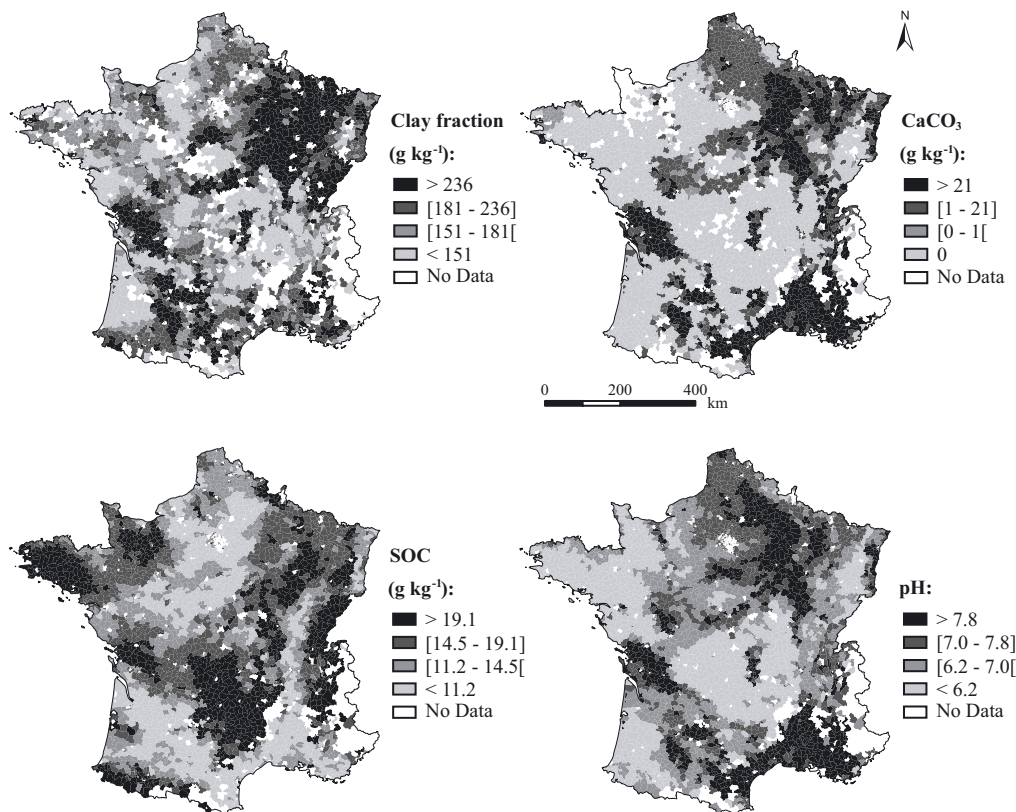 N
Clay fraction
(g kg⁻¹):
> 236
[181 - 236]
[151 - 181[
< 151
No Data
CaCO₃
(g kg⁻¹):
> 21
[1 - 21]
[0 - 1[
0
No Data
0 200 400
km
SOC
(g kg⁻¹):
> 19.1
[14.5 - 19.1]
[11.2 - 14.5[
< 11.2
No Data
pH:
> 7.8
[7.0 - 7.8]
[6.2 - 7.0[
< 6.2
No Data